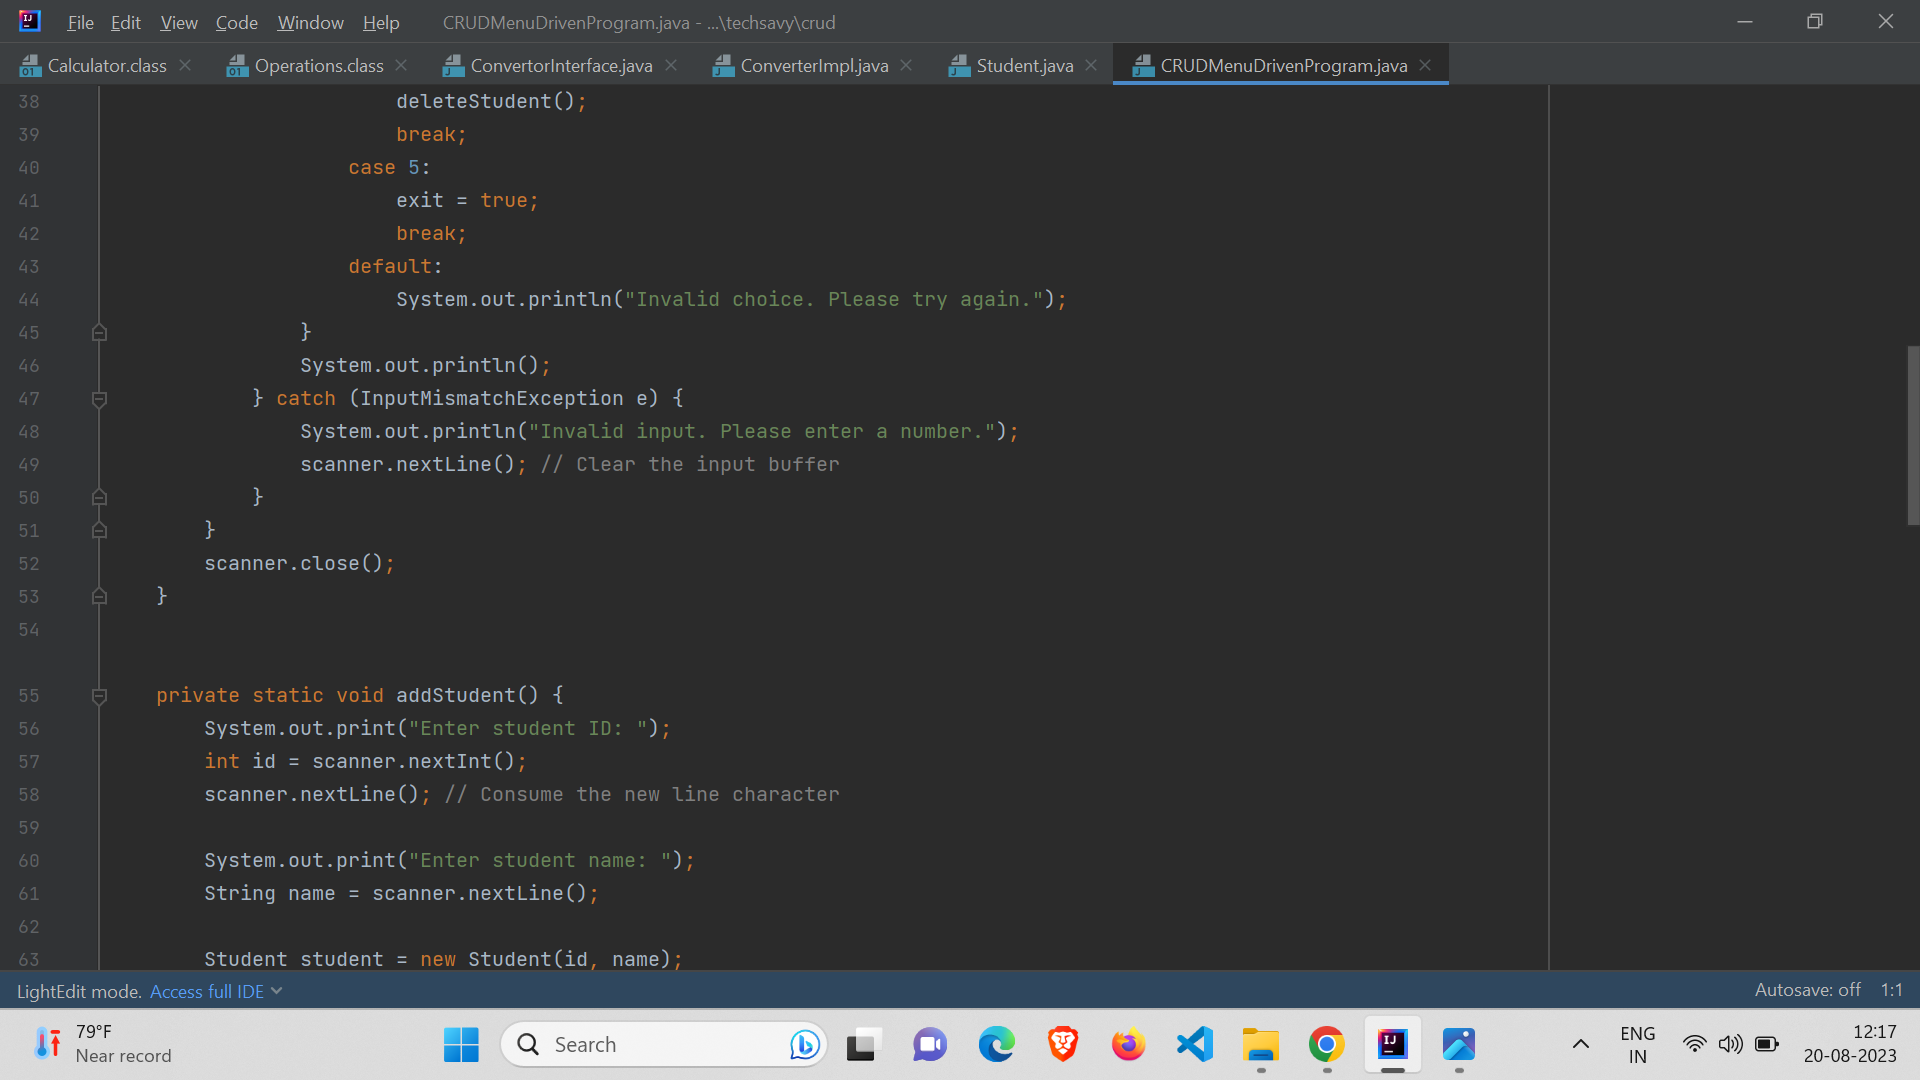 File Edit View Code Window Help CRUDMenuDrivenProgram.java - ...\techsavy\crud
Calculator.class Operations.class ConvertorInterface.java ConverterImpl.java Student.java CRUDMenuDrivenProgram.java
38 deleteStudent();
39 break;
40 case 5:
41 exit = true;
42 break;
43 default:
44 System.out.println("Invalid choice. Please try again.");
45 }
46 System.out.println();
47 } catch (InputMismatchException e) {
48 System.out.println("Invalid input. Please enter a number.");
49 scanner.nextLine(); // Clear the input buffer
50 }
51 }
52 scanner.close();
53 }
54
55 private static void addStudent() {
56 System.out.print("Enter student ID: ");
57 int id = scanner.nextInt();
58 scanner.nextLine(); // Consume the new line character
59
60 System.out.print("Enter student name: ");
61 String name = scanner.nextLine();
62
63 Student student = new Student(id, name);
LightEdit mode. Access full IDE Autosave: off 1:1
79°F
Near record
Search
ENG
IN
12:17
20-08-2023